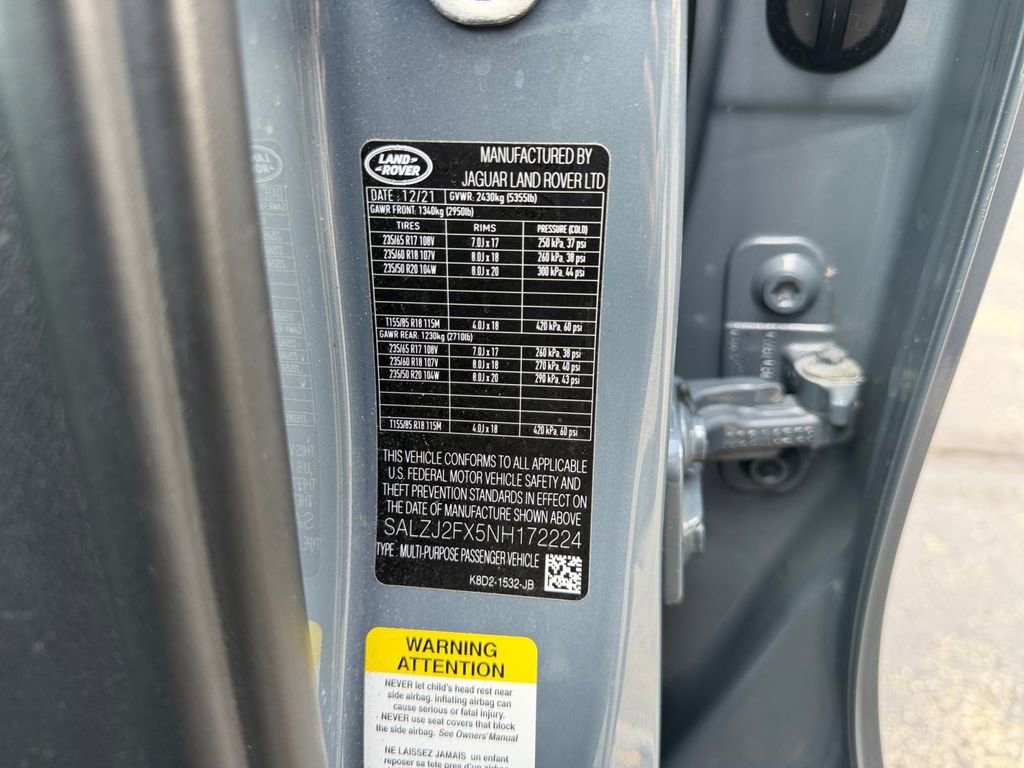 LAND-
-ROVER
MANUFACTURED BY
JAGUAR LAND ROVER LTD
DATE : 12/21 GVWR: 2430kg (5355lb)
GAWR FRONT: 1340kg (2950lb)
TIRES RIMS PRESSURE (COLD)
235/65 R17 108V 7.0J x 17 250 kPa, 37 psi
235/60 R18 107V 8.0J x 18 260 kPa, 38 psi
235/50 R20 104W 8.0J x 20 300 kPa, 44 psi
T155/85 R18 115M 4.0J x 18 420 kPa, 60 psi
GAWR REAR: 1230kg (2710lb)
235/65 R17 108V 7.0J x 17 260 kPa, 38 psi
235/60 R18 107V 8.0J x 18 270 kPa, 40 psi
235/50 R20 104W 8.0J x 20 290 kPa, 43 psi
T155/85 R18 115M 4.0J x 18 420 kPa, 60 psi
THIS VEHICLE CONFORMS TO ALL APPLICABLE
U.S. FEDERAL MOTOR VEHICLE SAFETY AND
THEFT PREVENTION STANDARDS IN EFFECT ON
THE DATE OF MANUFACTURE SHOWN ABOVE
SALZJ2FX5NH172224
TYPE : MULTI-PURPOSE PASSENGER VEHICLE
K8D2-1532-JB
WARNING
ATTENTION
NEVER let child's head rest near
side airbag. inflating airbag can
cause serious or fatal injury.
NEVER use seat covers that block
the side airbag. See Owners' Manual
NE LAISSEZ JAMAIS un enfant
reposer sa tete pres d'un airbag